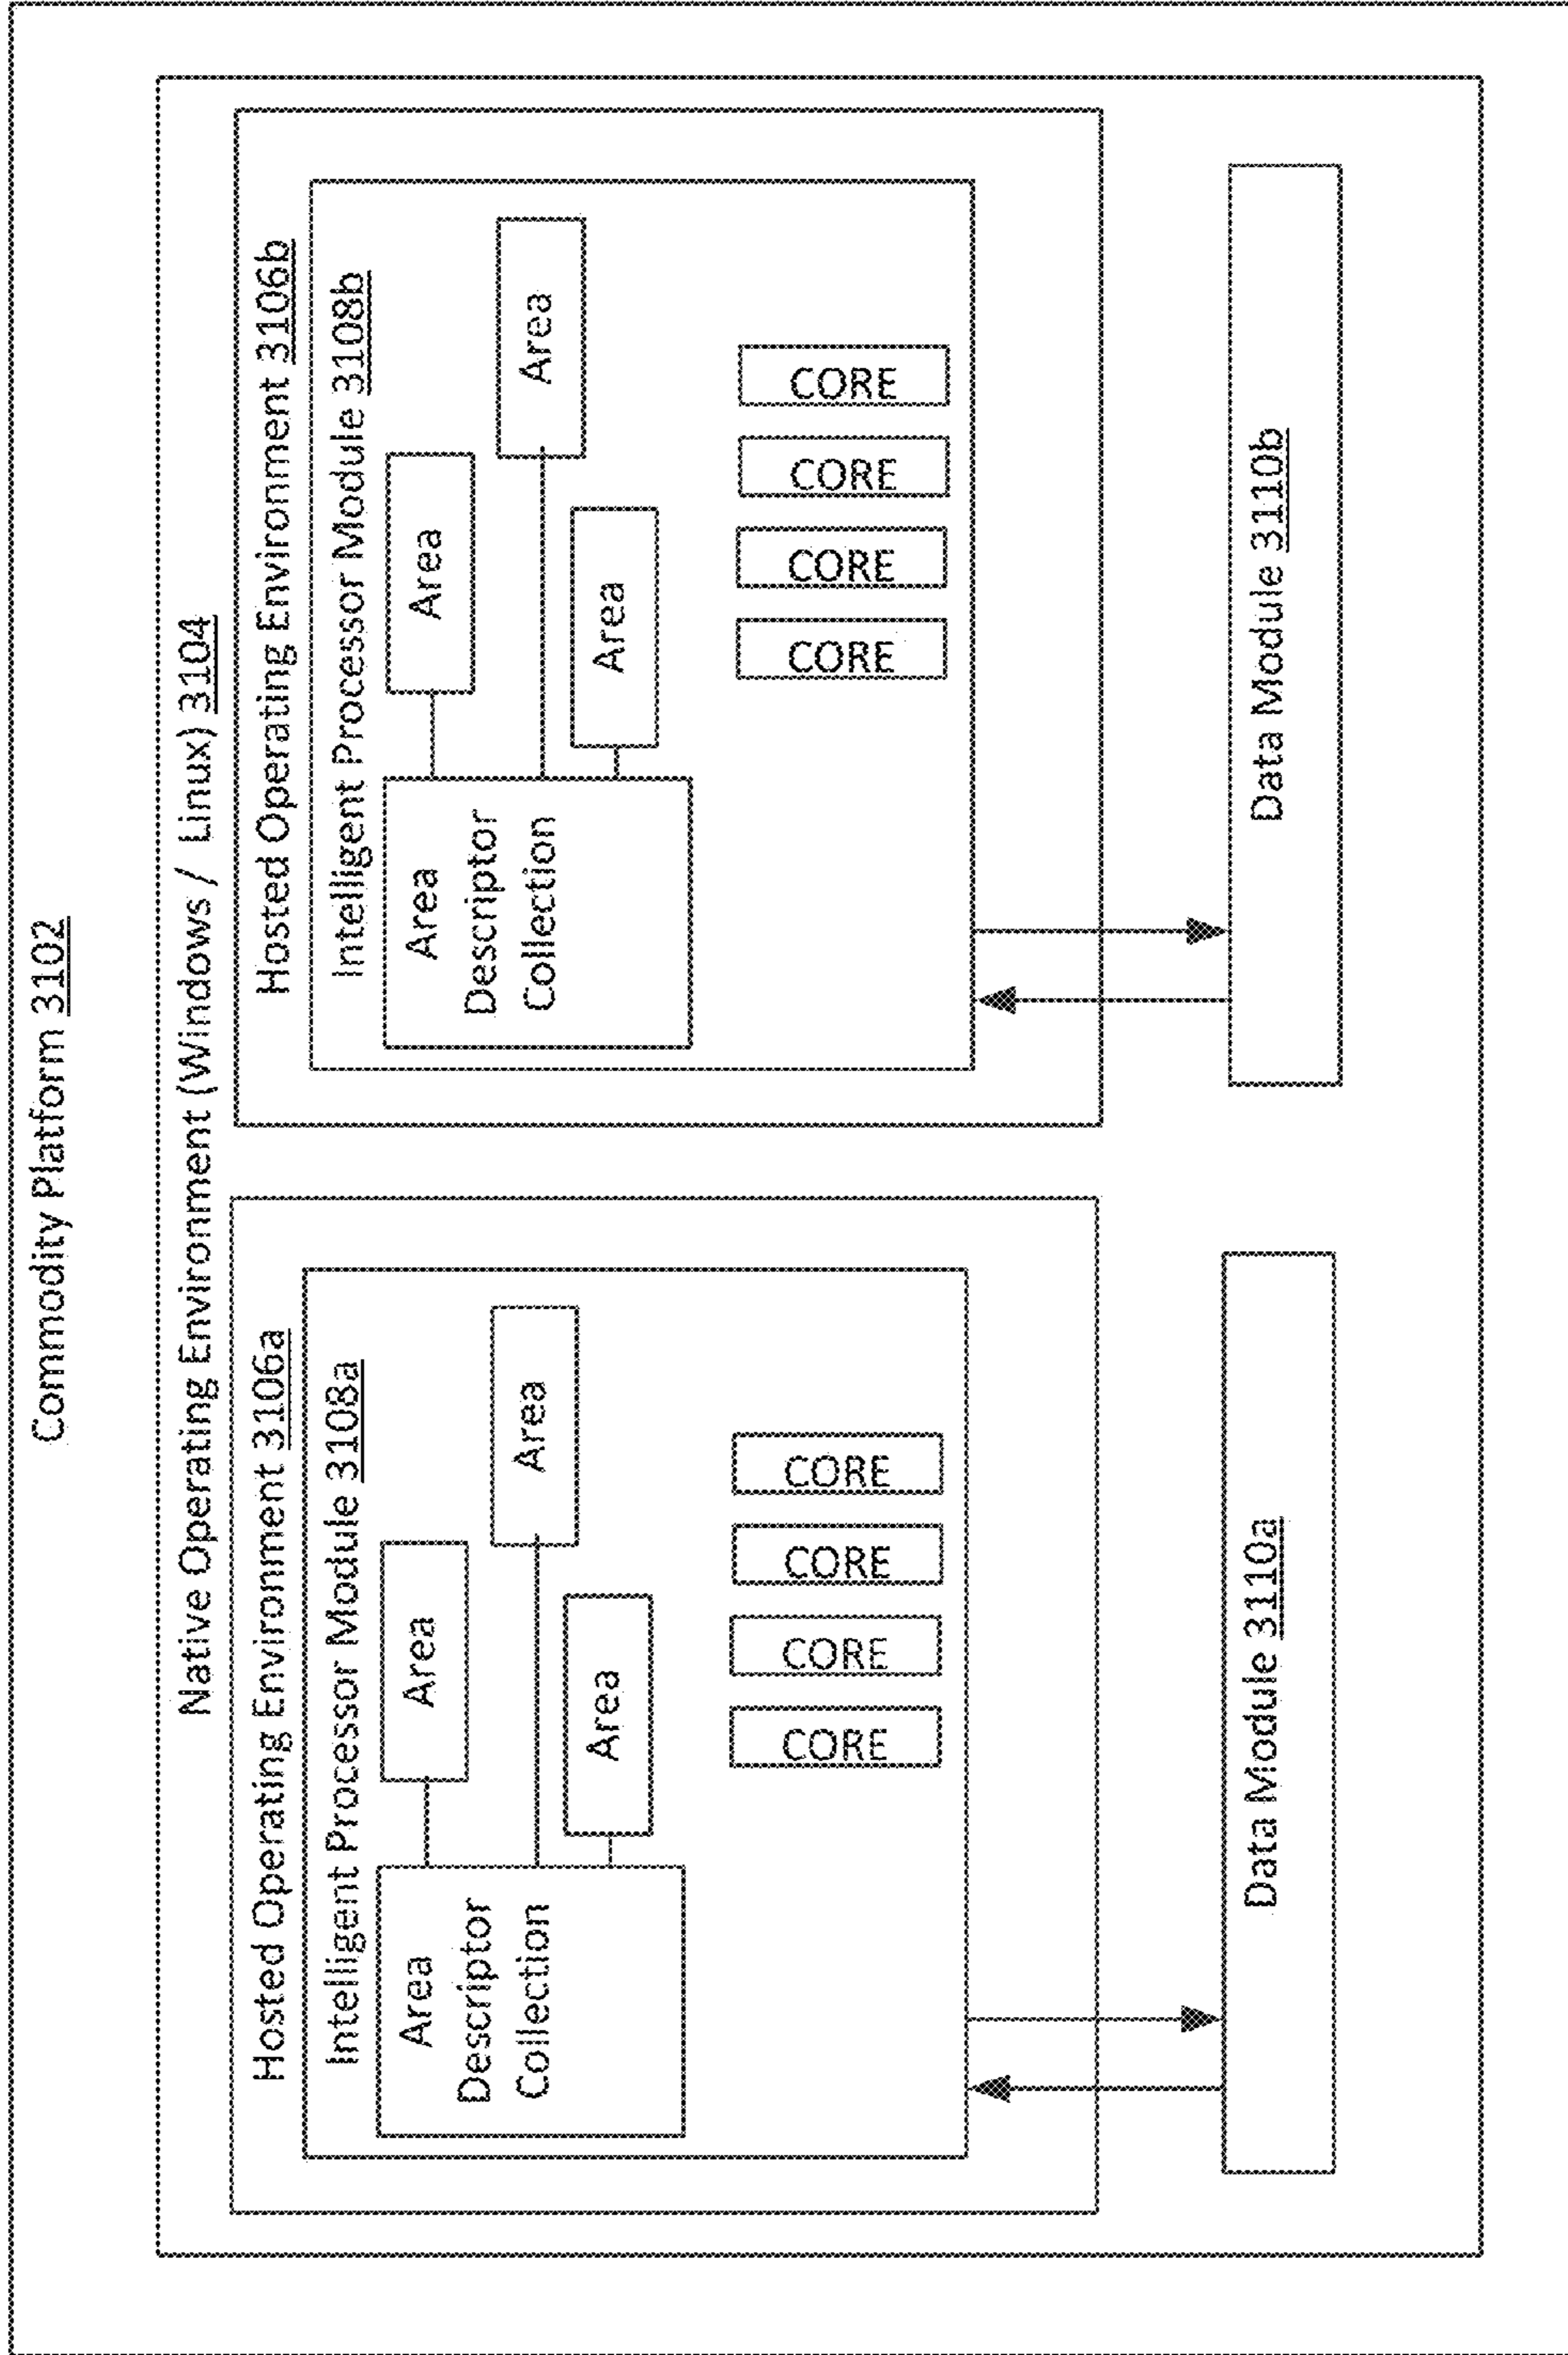 Commodity Platform 3102
Native Operating Environment (Windows / Linux) 3104
Hosted Operating Environment 3106a
Intelligent Processor Module 3108a
Area
Descriptor
Collection
Area
Area
Area
CORE
CORE
CORE
CORE
Data Module 3110a
Hosted Operating Environment 3106b
Intelligent Processor Module 3108b
Area
Descriptor
Collection
Area
Area
Area
CORE
CORE
CORE
CORE
Data Module 3110b